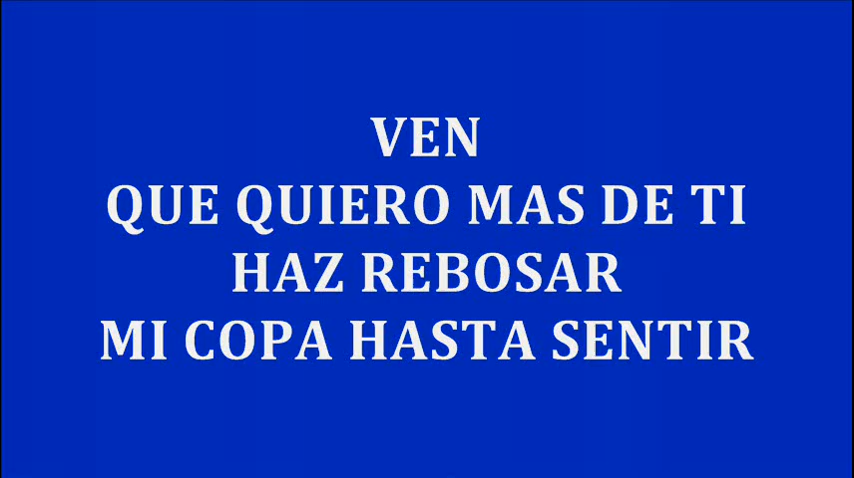 VEN
QUE QUIERO MAS DE TI
HAZ REBOSAR
MI COPA HASTA SENTIR